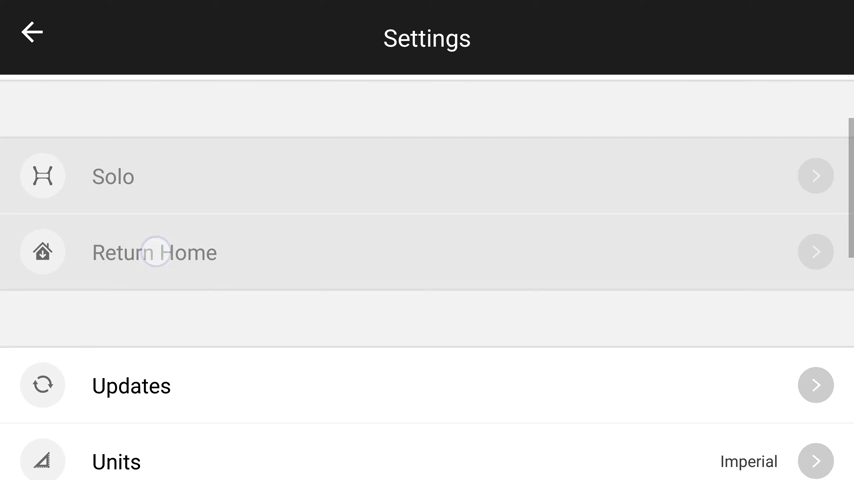 Settings
Solo
Return Home
Updates
Units
Imperial